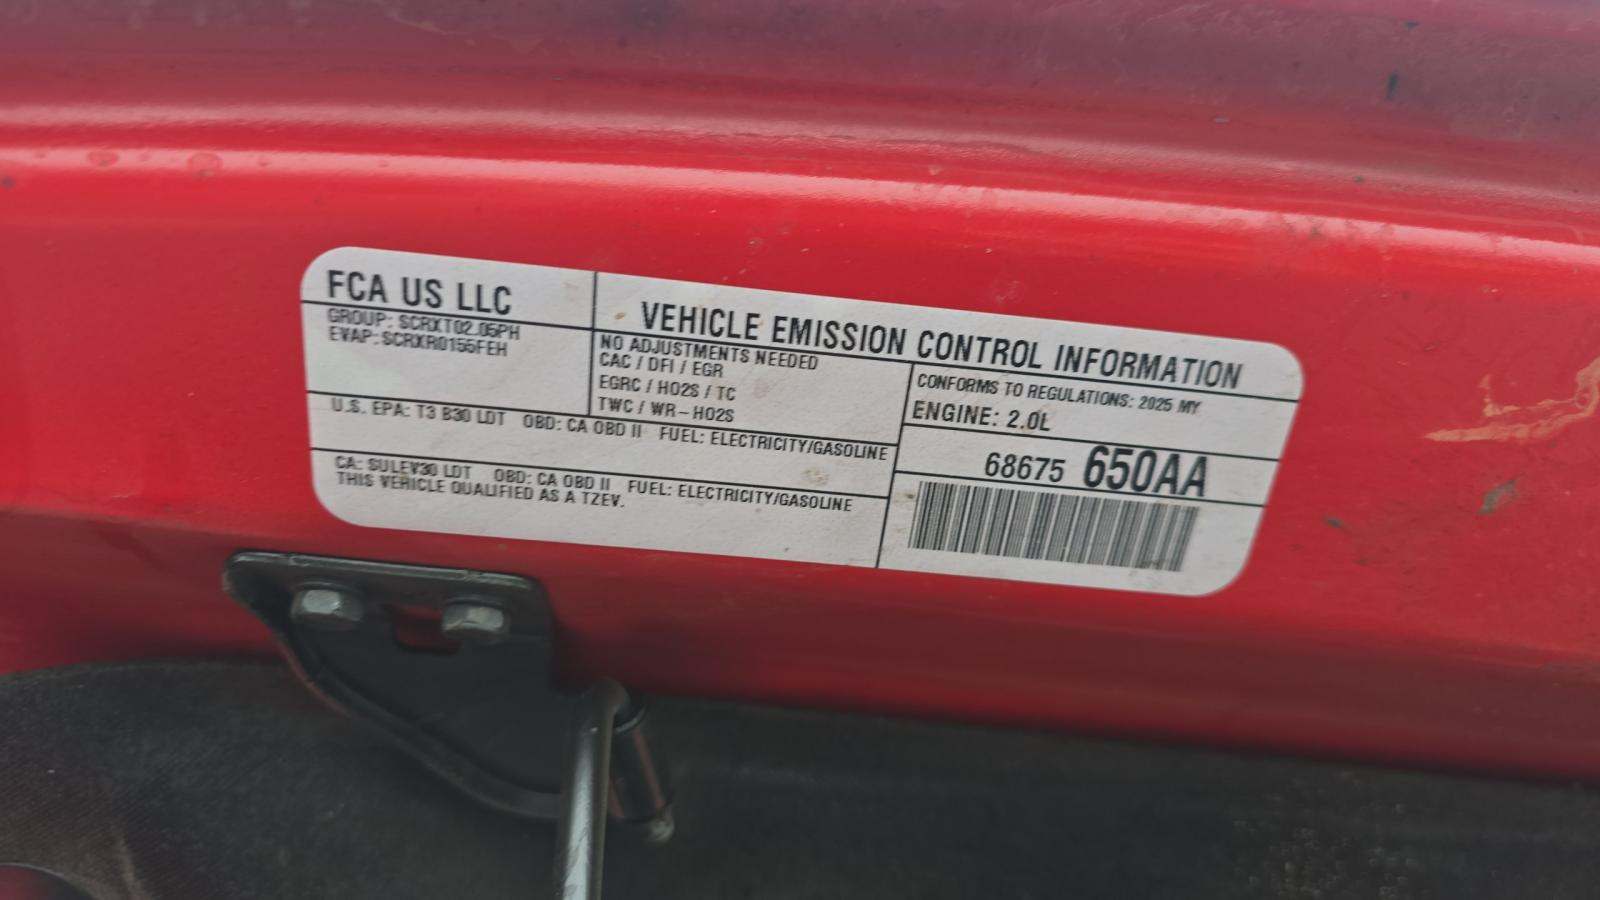 FCA US LLC
GROUP: SCRXT02.05PH
EVAP: SCRXR0155FEH
VEHICLE EMISSION CONTROL INFORMATION
NO ADJUSTMENTS NEEDED
CAC / DFI / EGR
EGRC / HO2S / TC
TWC / WR-HO2S
CONFORMS TO REGULATIONS: 2025 MY
ENGINE: 2.0L
U.S. EPA: T3 B30 LDT OBD: CA OBD II FUEL: ELECTRICITY/GASOLINE
CA: SULEV30 LDT OBD: CA OBD II FUEL: ELECTRICITY/GASOLINE
THIS VEHICLE QUALIFIED AS A TZEV.
68675 650AA